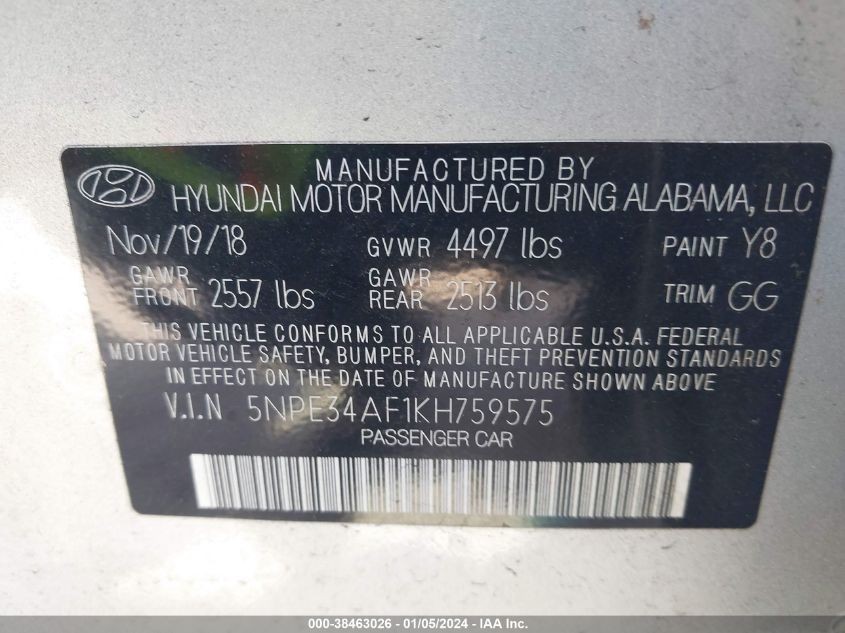 MANUFACTURED BY
HYUNDAI MOTOR MANUFACTURING ALABAMA, LLC
Nov/19/18 GVWR 4497 lbs PAINT Y8
GAWR FRONT 2557 lbs GAWR REAR 2513 lbs TRIM GG
THIS VEHICLE CONFORMS TO ALL APPLICABLE U.S.A. FEDERAL
MOTOR VEHICLE SAFETY, BUMPER, AND THEFT PREVENTION STANDARDS
IN EFFECT ON THE DATE OF MANUFACTURE SHOWN ABOVE
V.I.N 5NPE34AF1KH759575
PASSENGER CAR
000-38463026 - 01/05/2024 - IAA Inc.